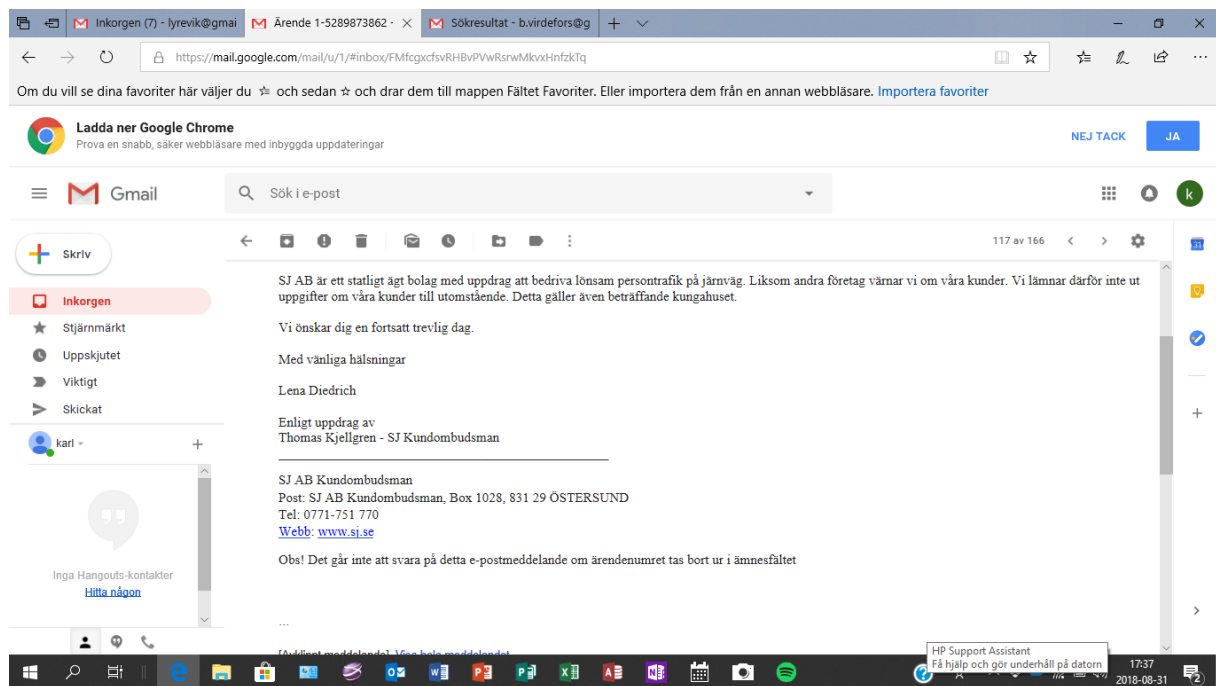 Inkorgen (7) - lyrevik@gmai
Ärende 1-5289873862 -
Sökresultat - b.virdefors@g
https://mail.google.com/mail/u/1/#inbox/FMfcgxcfsvRHBvPVwRsrwMkvxHnfzkTq
Om du vill se dina favoriter här väljer du och sedan och drar dem till mappen Fältet Favoriter. Eller importera dem från en annan webbläsare. Importera favoriter
Ladda ner Google Chrome
Prova en snabb, säker webbläsare med inbyggda uppdateringar
NEJ TACK
JA
Gmail
Sök i e-post
k
Skriv
117 av 166
31
Inkorgen
Stjärnmärkt
Uppskjutet
Viktigt
Skickat
karl
Inga Hangouts-kontakter
Hitta någon
SJ AB är ett statligt ägt bolag med uppdrag att bedriva lönsam persontrafik på järnväg. Liksom andra företag värnar vi om våra kunder. Vi lämnar därför inte ut
uppgifter om våra kunder till utomstående. Detta gäller även beträffande kungahuset.
Vi önskar dig en fortsatt trevlig dag.
Med vänliga hälsningar
Lena Diedrich
Enligt uppdrag av
Thomas Kjellgren - SJ Kundombudsman
SJ AB Kundombudsman
Post: SJ AB Kundombudsman, Box 1028, 831 29 ÖSTERSUND
Tel: 0771-751 770
Webb: www.sj.se
Obs! Det går inte att svara på detta e-postmeddelande om ärendenumret tas bort ur i ämnesfältet
...
[Avklippt meddelande] Visa hela meddelandet
HP Support Assistant
Få hjälp och gör underhåll på datorn
17:37
2018-08-31